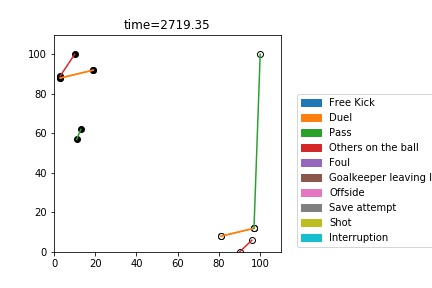 time=2719.35
100
80
60
40
20
0
0
20
40
60
80
100
Free Kick
Duel
Pass
Others on the ball
Foul
Goalkeeper leaving l
Offside
Save attempt
Shot
Interruption